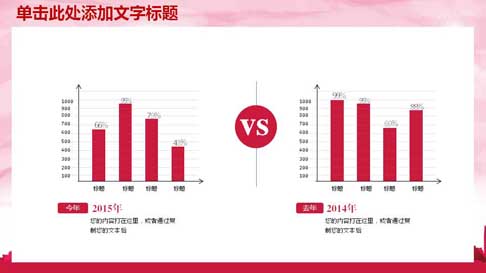 单击此处添加文字标题
1000
900
800
700
600
500
400
300
200
100
66%
99%
79%
43%
标题 标题 标题 标题
VS
1000
900
800
700
600
500
400
300
200
100
99%
99%
69%
88%
标题 标题 标题 标题
今年 2015年
您的内容打在这里，或者通过复
制您的文本后
去年 2014年
您的内容打在这里，或者通过复
制您的文本后